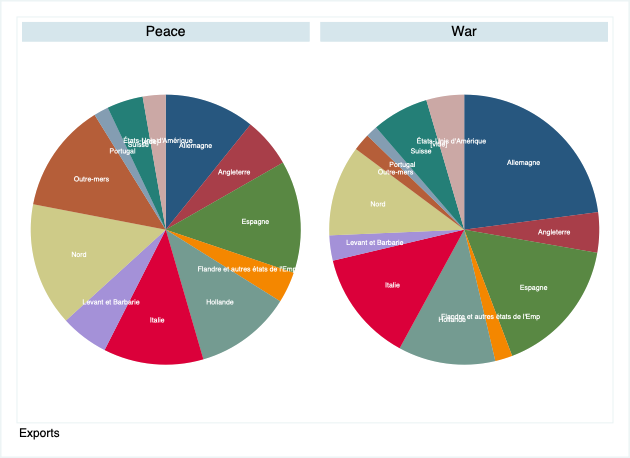 Peace
War
États-Unis d'Amérique
Suisse
Portugal
Allemagne
Angleterre
Outre-mers
Espagne
Nord
Flandre et autres états de l'Emp
Levant et Barbarie
Hollande
Italie
États-Unis d'Amérique
Suisse
Portugal
Outre-mers
Allemagne
Nord
Angleterre
Levant et Barbarie
Italie
Espagne
Flandre et autres états de l'Emp
Hollande
Exports